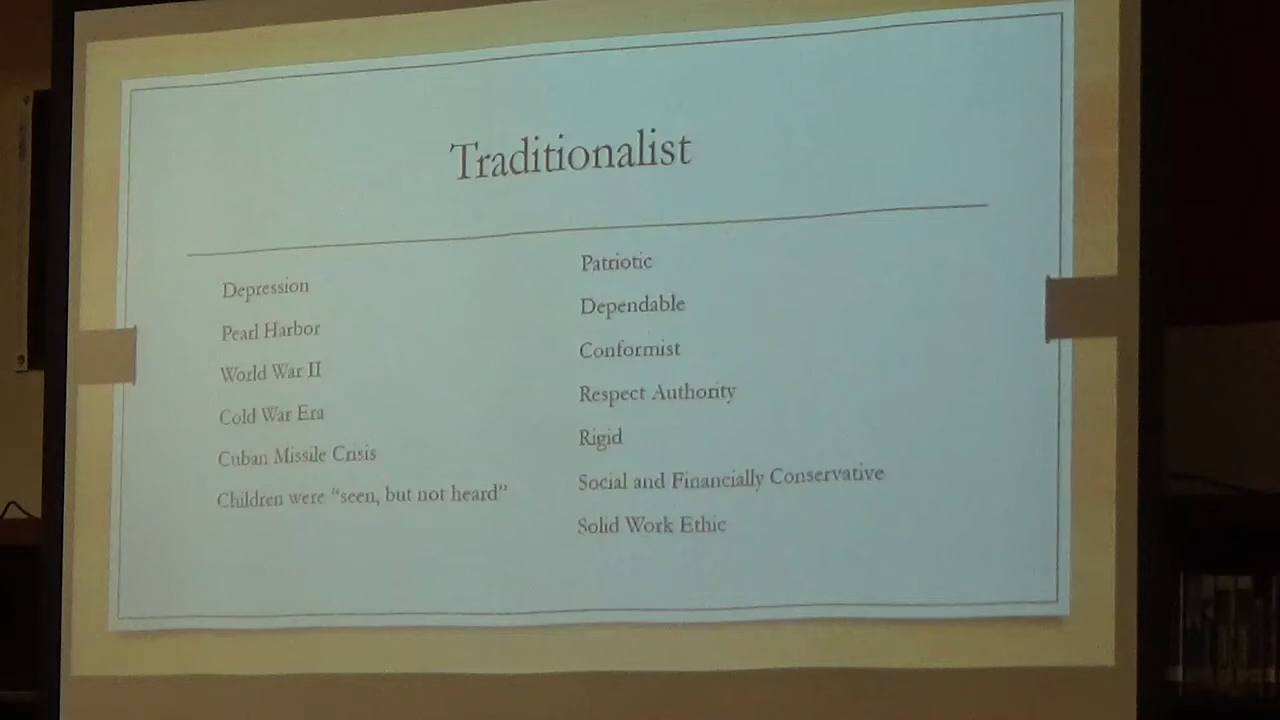 Traditionalist
Depression
Pearl Harbor
World War II
Cold War Era
Cuban Missile Crisis
Children were “seen, but not heard”
Patriotic
Dependable
Conformist
Respect Authority
Rigid
Social and Financially Conservative
Solid Work Ethic